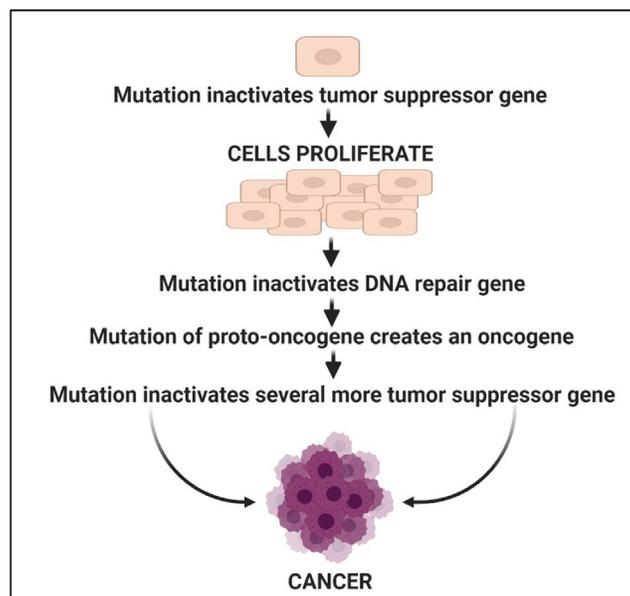 Mutation inactivates tumor suppressor gene
CELLS PROLIFERATE
Mutation inactivates DNA repair gene
Mutation of proto-oncogene creates an oncogene
Mutation inactivates several more tumor suppressor gene
CANCER